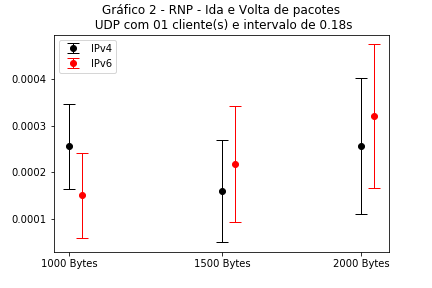 Gráfico 2 - RNP - Ida e Volta de pacotes
UDP com 01 cliente(s) e intervalo de 0.18s
IPv4
IPv6
0.0004
0.0003
0.0002
0.0001
1000 Bytes
1500 Bytes
2000 Bytes